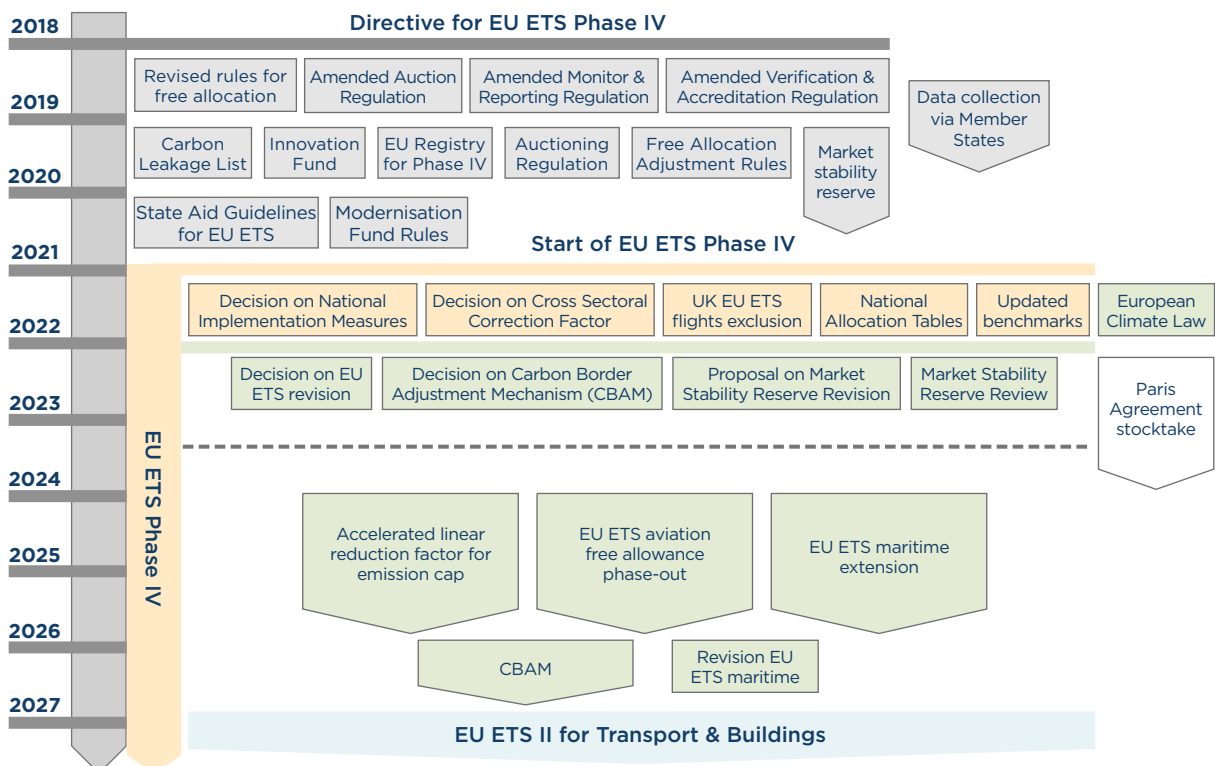 2018
Directive for EU ETS Phase IV
Revised rules for
free allocation
Amended Auction
Regulation
Amended Monitor &
Reporting Regulation
Amended Verification &
Accreditation Regulation
Data collection
via Member
States
2019
Carbon
Leakage List
Innovation
Fund
EU Registry
for Phase IV
Auctioning
Regulation
Free Allocation
Adjustment Rules
Market
stability
reserve
2020
State Aid Guidelines
for EU ETS
Modernisation
Fund Rules
2021
Start of EU ETS Phase IV
EU ETS Phase IV
Decision on National
Implementation Measures
Decision on Cross Sectoral
Correction Factor
UK EU ETS
flights exclusion
National
Allocation Tables
Updated
benchmarks
European
Climate Law
2022
Decision on EU
ETS revision
Decision on Carbon Border
Adjustment Mechanism (CBAM)
Proposal on Market
Stability Reserve Revision
Market Stability
Reserve Review
Paris
Agreement
stocktake
2023
2024
Accelerated linear
reduction factor for
emission cap
EU ETS aviation
free allowance
phase-out
EU ETS maritime
extension
2025
2026
CBAM
Revision EU
ETS maritime
2027
EU ETS II for Transport & Buildings